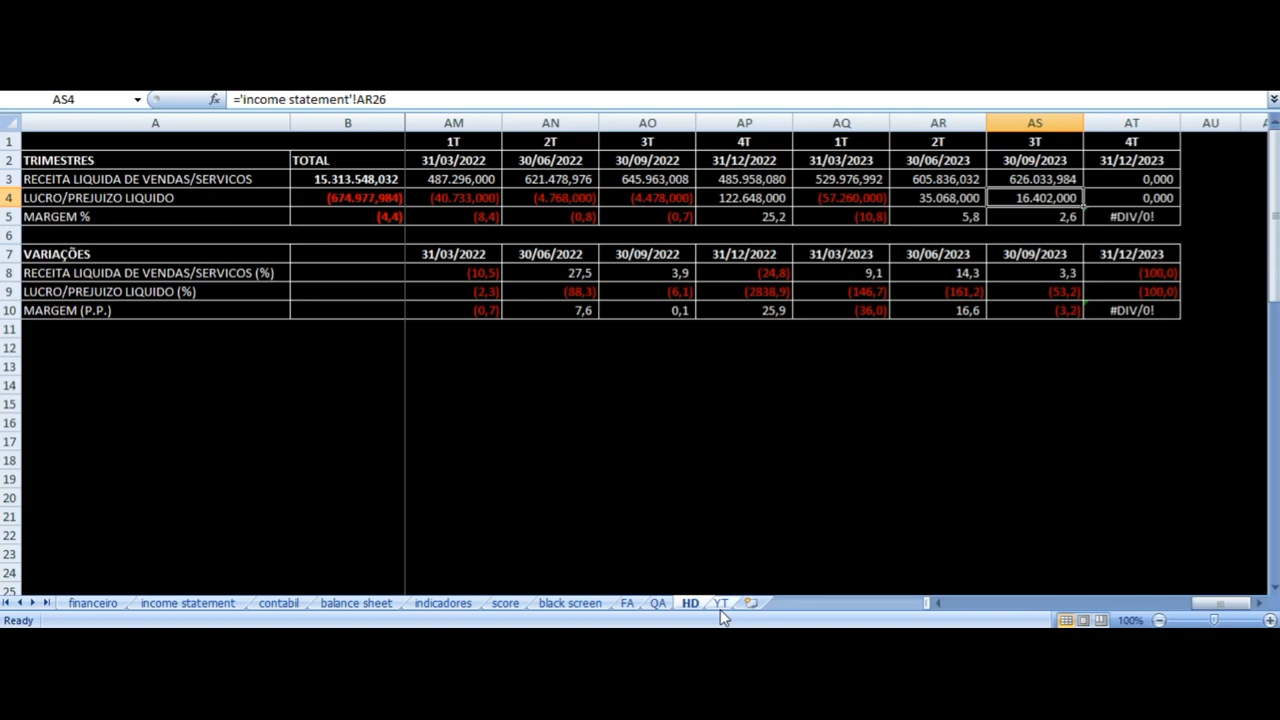 AS4 fx ='income statement'!AR26
A B AM AN AO AP AQ AR AS AT AU
1 1T 2T 3T 4T 1T 2T 3T 4T
2 TRIMESTRES TOTAL 31/03/2022 30/06/2022 30/09/2022 31/12/2022 31/03/2023 30/06/2023 30/09/2023 31/12/2023
3 RECEITA LIQUIDA DE VENDAS/SERVICOS 15.313.548,032 487.296,000 621.478,976 645.963,008 485.958,080 529.976,992 605.836,032 626.033,984 0,000
4 LUCRO/PREJUIZO LIQUIDO (674.977,984) (40.733,000) (4.768,000) (4.478,000) 122.648,000 (57.260,000) 35.068,000 16.402,000 0,000
5 MARGEM % (4,4) (8,4) (0,8) (0,7) 25,2 (10,8) 5,8 2,6 #DIV/0!
6
7 VARIAÇÕES 31/03/2022 30/06/2022 30/09/2022 31/12/2022 31/03/2023 30/06/2023 30/09/2023 31/12/2023
8 RECEITA LIQUIDA DE VENDAS/SERVICOS (%) (10,5) 27,5 3,9 (24,8) 9,1 14,3 3,3 (100,0)
9 LUCRO/PREJUIZO LIQUIDO (%) (2,3) (88,3) (6,1) (2838,9) (146,7) (161,2) (53,2) (100,0)
10 MARGEM (P.P.) (0,7) 7,6 0,1 25,9 (36,0) 16,6 (3,2) #DIV/0!
11
12
13
14
15
16
17
18
19
20
21
22
23
24
25
financeiro income statement contabil balance sheet indicadores score black screen FA QA HD YT
Ready 100%